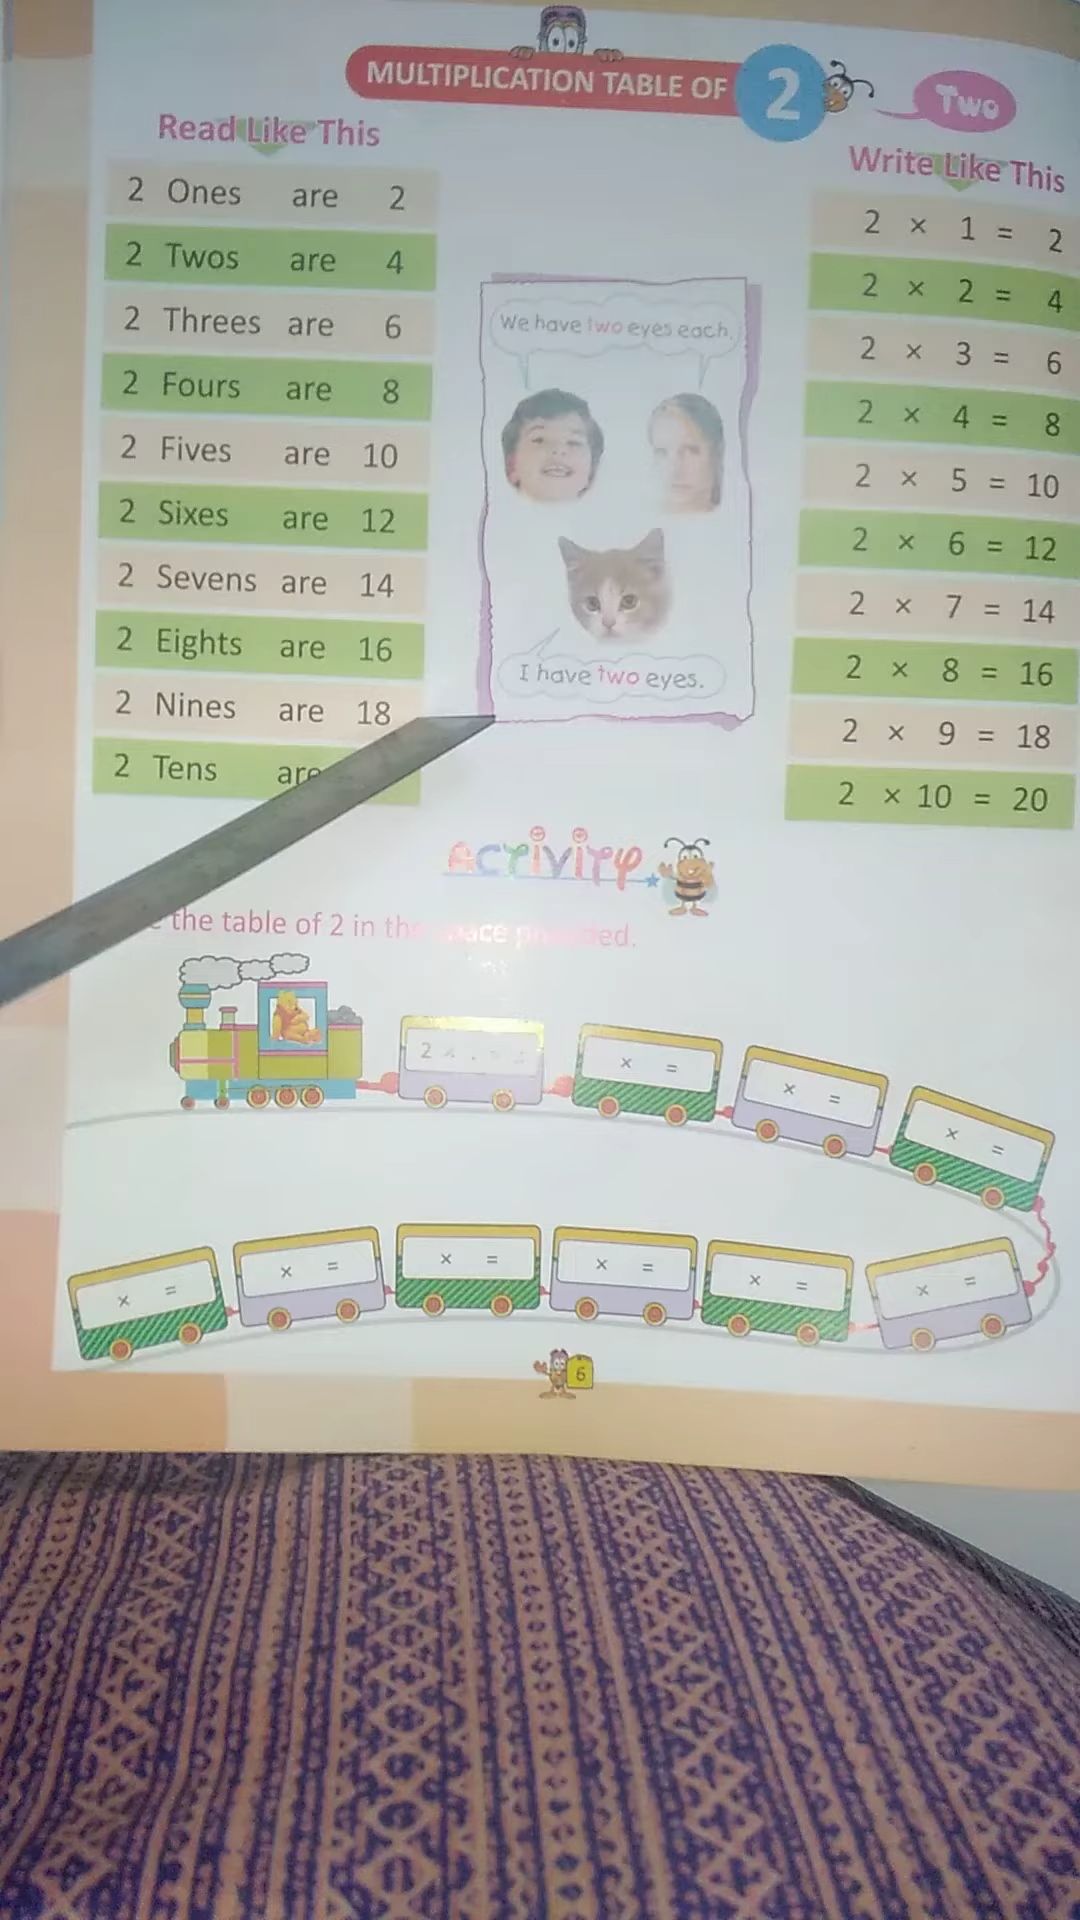 MULTIPLICATION TABLE OF 2
Two
Read Like This
2 Ones are 2
2 Twos are 4
2 Threes are 6
2 Fours are 8
2 Fives are 10
2 Sixes are 12
2 Sevens are 14
2 Eights are 16
2 Nines are 18
2 Tens are
We have two eyes each.
I have two eyes.
Write Like This
2 × 1 = 2
2 × 2 = 4
2 × 3 = 6
2 × 4 = 8
2 × 5 = 10
2 × 6 = 12
2 × 7 = 14
2 × 8 = 16
2 × 9 = 18
2 × 10 = 20
ACTIVITY
the table of 2 in the space provided.
2 ×
× =
× =
× =
× =
× =
× =
× =
× =
× =
6